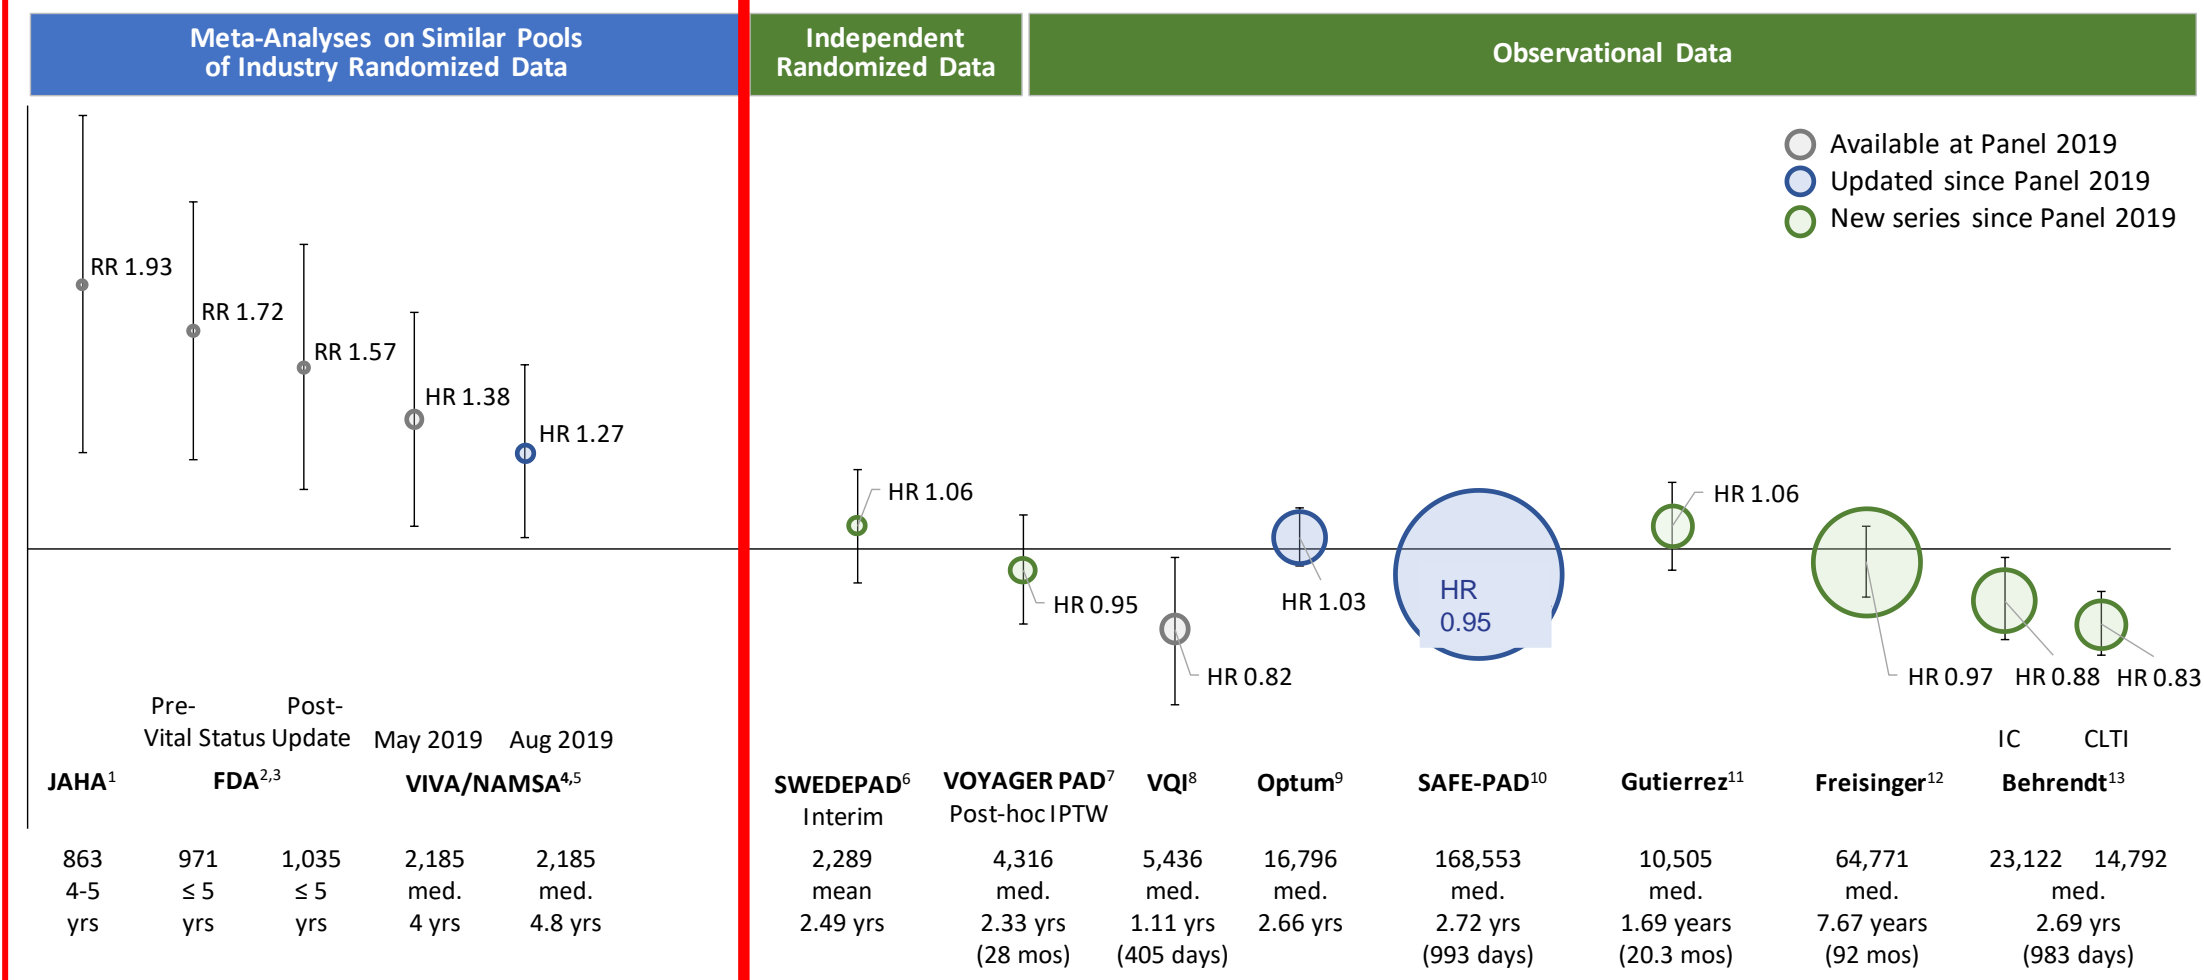 Meta-Analyses on Similar Pools
of Industry Randomized Data
Independent
Randomized Data
Observational Data
Available at Panel 2019
Updated since Panel 2019
New series since Panel 2019
RR 1.93
RR 1.72
RR 1.57
HR 1.38
HR 1.27
HR 1.06
HR 0.95
HR 0.82
HR 1.03
HR
0.95
HR 1.06
HR 0.97
HR 0.88
HR 0.83
Pre- Post-
Vital Status Update
May 2019 Aug 2019
IC CLTI
JAHA1
FDA2,3
VIVA/NAMSA4,5
SWEDEPAD6
Interim
VOYAGER PAD7
Post-hoc IPTW
VQI8
Optum9
SAFE-PAD10
Gutierrez11
Freisinger12
Behrendt13
863
4-5
yrs
971
≤ 5
yrs
1,035
≤ 5
yrs
2,185
med.
4 yrs
2,185
med.
4.8 yrs
2,289
mean
2.49 yrs
4,316
med.
2.33 yrs
(28 mos)
5,436
med.
1.11 yrs
(405 days)
16,796
med.
2.66 yrs
168,553
med.
2.72 yrs
(993 days)
10,505
med.
1.69 years
(20.3 mos)
64,771
med.
7.67 years
(92 mos)
23,122 14,792
med.
2.69 yrs
(983 days)